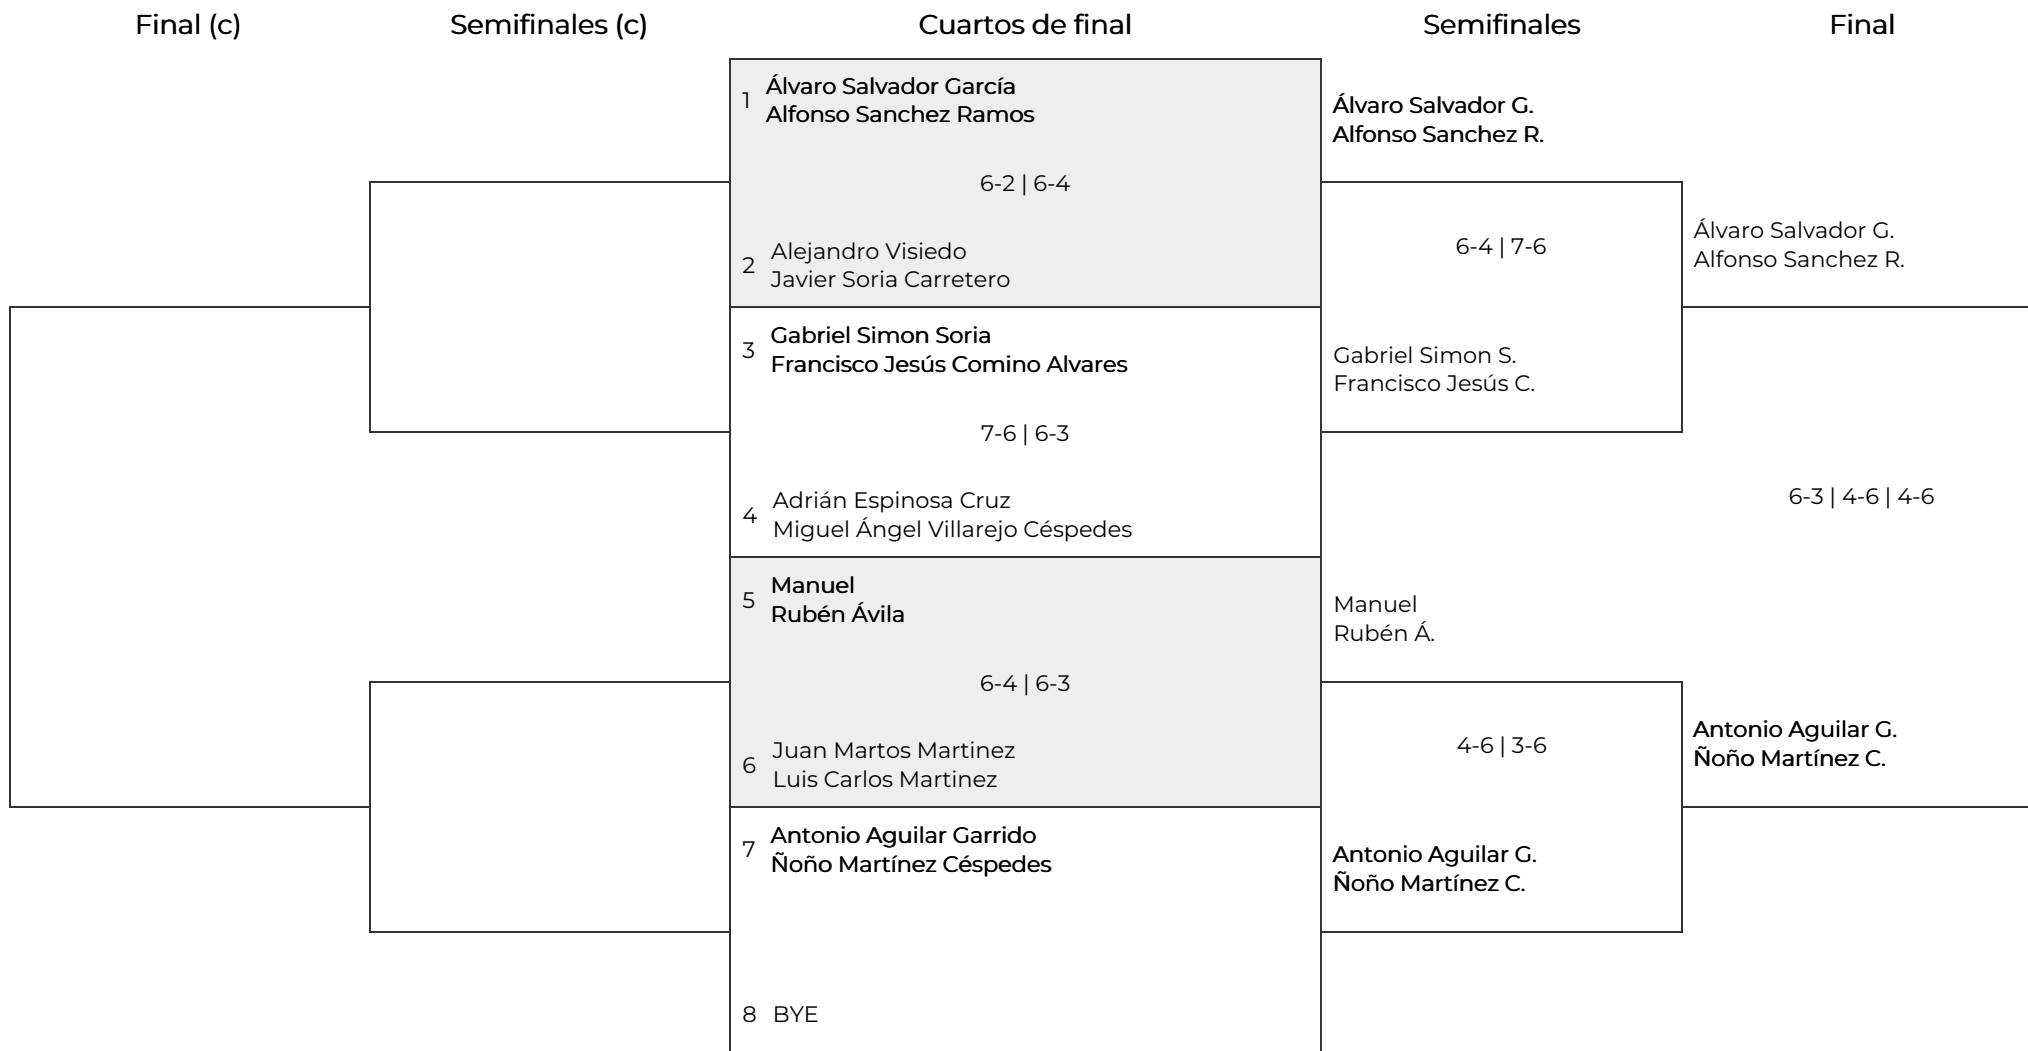 Final (c)
Semifinales (c)
Cuartos de final
Semifinales
Final
1
Álvaro Salvador García
Alfonso Sanchez Ramos
6-2 | 6-4
2
Alejandro Visiedo
Javier Soria Carretero
3
Gabriel Simon Soria
Francisco Jesús Comino Alvares
7-6 | 6-3
4
Adrián Espinosa Cruz
Miguel Ángel Villarejo Céspedes
5
Manuel
Rubén Ávila
6-4 | 6-3
6
Juan Martos Martinez
Luis Carlos Martinez
7
Antonio Aguilar Garrido
Ñoño Martínez Céspedes
8
BYE
Álvaro Salvador G.
Alfonso Sanchez R.
6-4 | 7-6
Gabriel Simon S.
Francisco Jesús C.
Manuel
Rubén Á.
4-6 | 3-6
Antonio Aguilar G.
Ñoño Martínez C.
Álvaro Salvador G.
Alfonso Sanchez R.
6-3 | 4-6 | 4-6
Antonio Aguilar G.
Ñoño Martínez C.